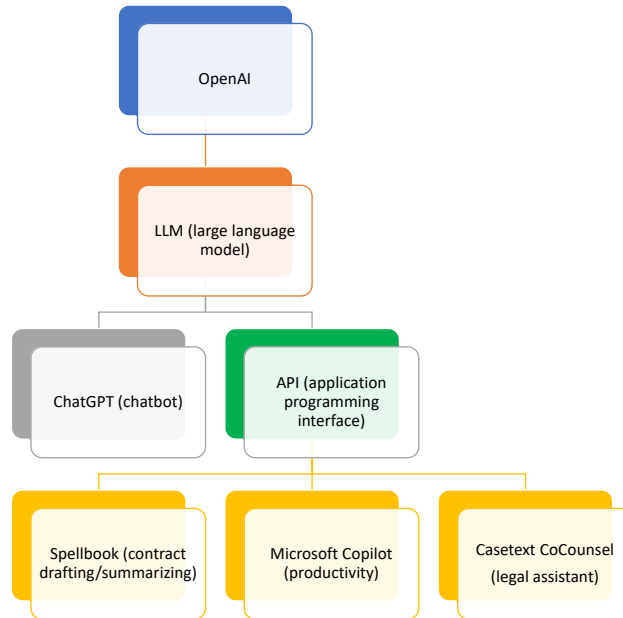 OpenAI
LLM (large language
model)
ChatGPT (chatbot)
API (application
programming
interface)
Spellbook (contract
drafting/summarizing)
Microsoft Copilot
(productivity)
Casetext CoCounsel
(legal assistant)